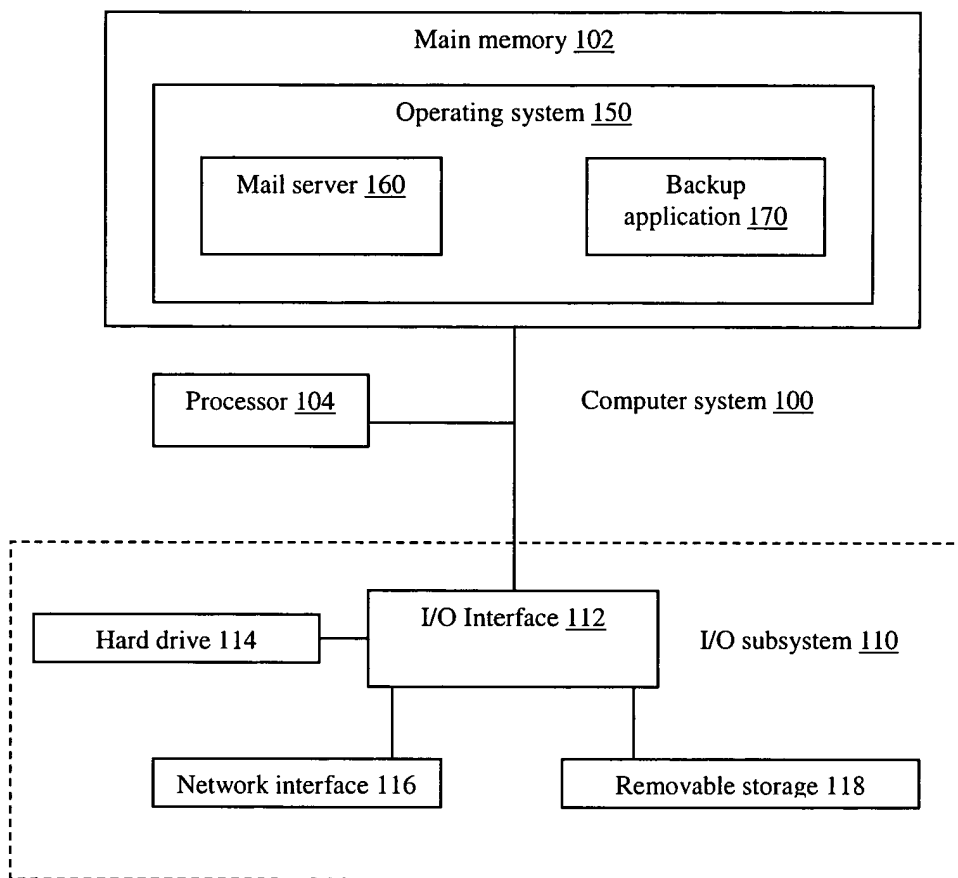 Main memory 102
Operating system 150
Mail server 160
Backup
application 170
Processor 104
Computer system 100
I/O Interface 112
Hard drive 114
I/O subsystem 110
Network interface 116
Removable storage 118